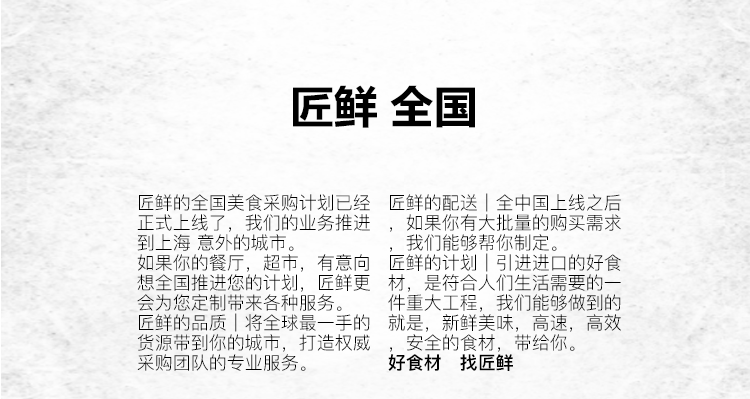 匠鲜 全国
匠鲜的全国美食采购计划已经
正式上线了，我们的业务推进
到上海 意外的城市。
如果你的餐厅，超市，有意向
想全国推进您的计划，匠鲜更
会为您定制带来各种服务。
匠鲜的品质｜将全球最一手的
货源带到你的城市，打造权威
采购团队的专业服务。
匠鲜的配送｜全中国上线之后
，如果你有大批量的购买需求
，我们能够帮你制定。
匠鲜的计划｜引进进口的好食
材，是符合人们生活需要的一
件重大工程，我们能够做到的
就是，新鲜美味，高速，高效
，安全的食材，带给你。
好食材　找匠鲜